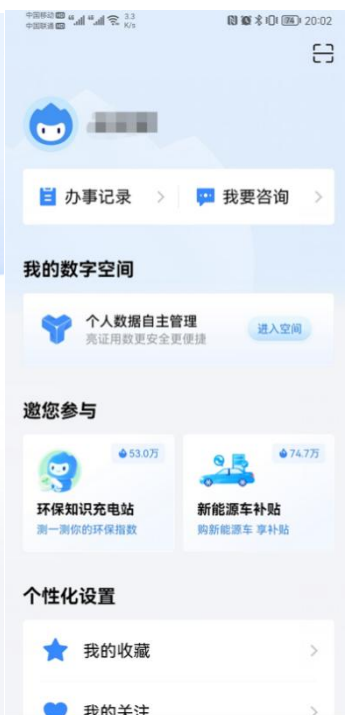 中国移动 HD 46 46 3.3
中国联通 HD K/s
20:02
办事记录
我要咨询
我的数字空间
个人数据自主管理
亮证用数更安全更便捷
进入空间
邀您参与
53.0万
74.7万
环保知识充电站
测一测你的环保指数
新能源车补贴
购新能源车 享补贴
个性化设置
我的收藏
我的关注